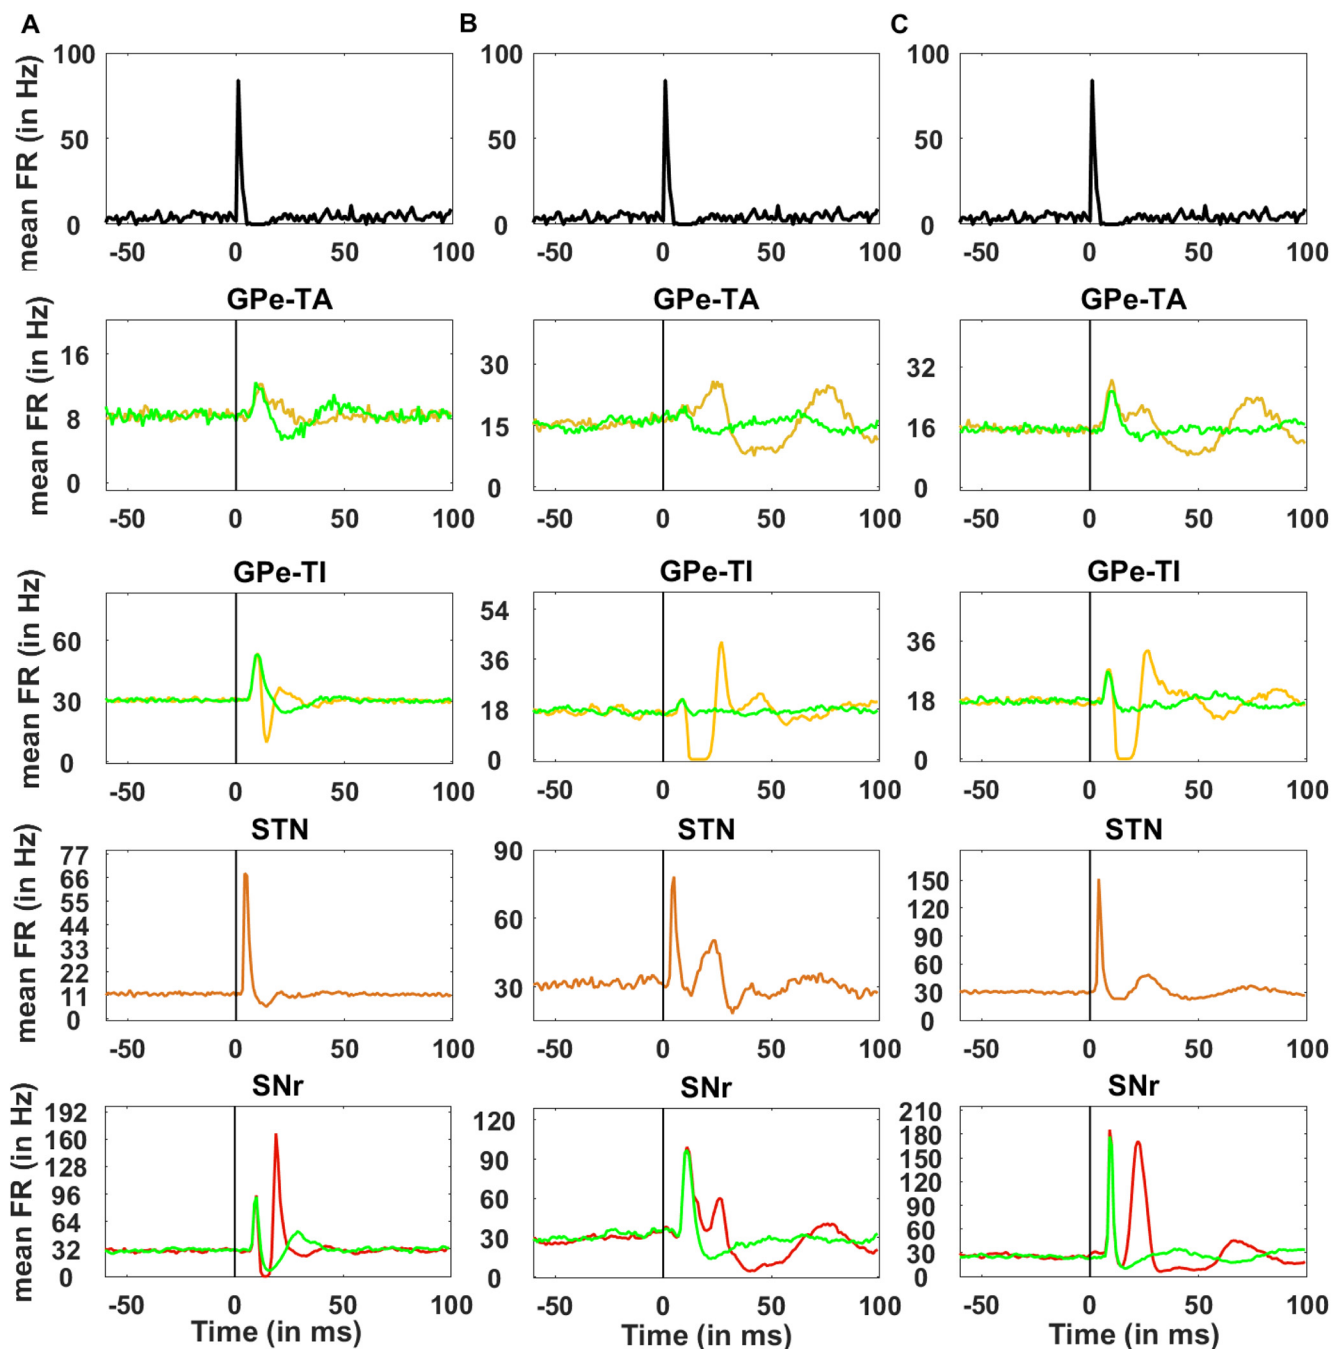 A B C
mean FR (in Hz)
100 100 100
50 50 50
0 0 0
-50 0 50 100 -50 0 50 100 -50 0 50 100
GPe-TA GPe-TA GPe-TA
mean FR (in Hz)
16 30 32
8 15 16
0 0 0
-50 0 50 100 -50 0 50 100 -50 0 50 100
GPe-TI GPe-TI GPe-TI
mean FR (in Hz)
60 54 36
30 36 18
0 18 0
0
-50 0 50 100 -50 0 50 100 -50 0 50 100
STN STN STN
mean FR (in Hz)
77 90 150
66 60 120
55 30 90
44 60
33 30
22 0
11
0
-50 0 50 100 -50 0 50 100 -50 0 50 100
SNr SNr SNr
mean FR (in Hz)
192 120 210
160 90 180
128 60 150
96 30 120
64 0 90
32 60
0 30
0
-50 0 50 100 -50 0 50 100 -50 0 50 100
Time (in ms) Time (in ms) Time (in ms)